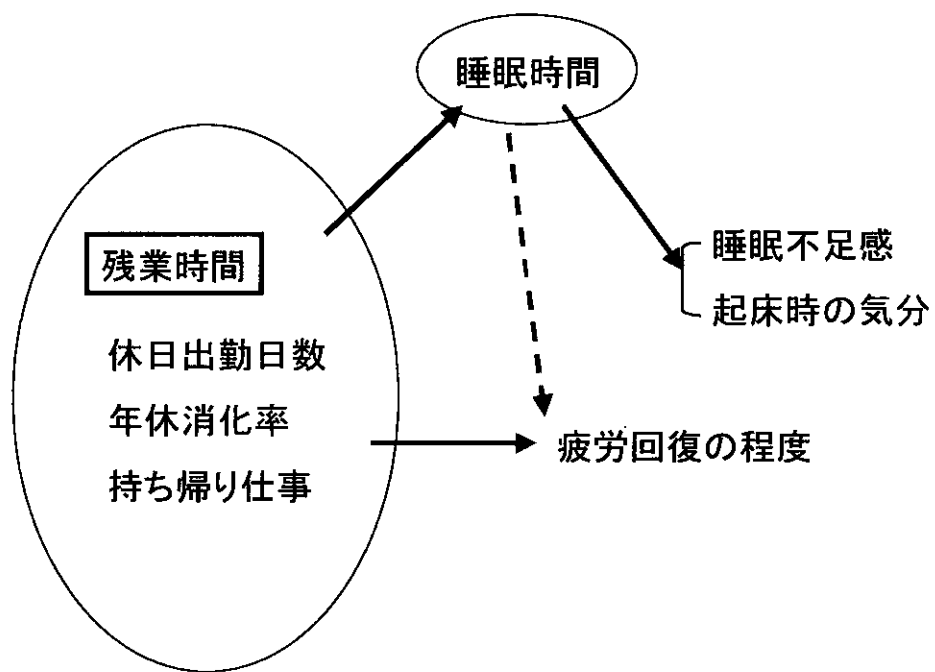 睡眠時間
残業時間
休日出勤日数
年休消化率
持ち帰り仕事
睡眠不足感
起床時の気分
疲労回復の程度